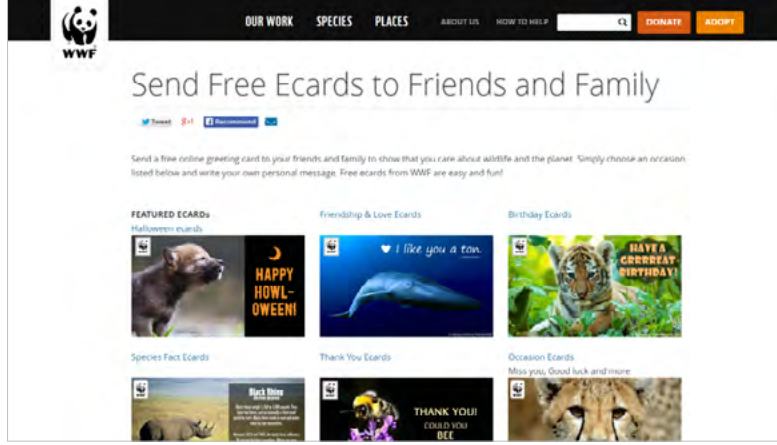 OUR WORK SPECIES PLACES ABOUT US HOW TO HELP DONATE ADOPT
WWF
Send Free Ecards to Friends and Family
Tweet g+1 Recommend
Send a free online greeting card to your friends and family to show that you care about wildlife and the planet. Simply choose an occasion
listed below and write your own personal message. Free ecards from WWF are easy and fun!
FEATURED ECARDs Friendship & Love Ecards Birthday Ecards
Halloween ecards
HAPPY
HOWL-
OWEEN!
I like you a ton.
HAVE A
GRRRREAT
BIRTHDAY!
Species Fact Ecards Thank You Ecards Occasion Ecards
Miss you, Good luck and more
Black Rhino
THANK YOU!
COULD YOU
BEE